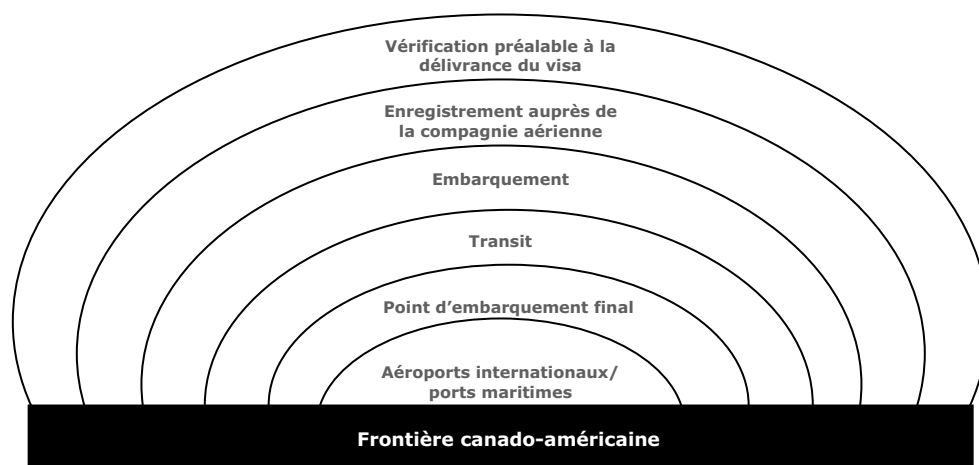 Vérification préalable à la
délivrance du visa
Enregistrement auprès de
la compagnie aérienne
Embarquement
Transit
Point d’embarquement final
Aéroports internationaux/
ports maritimes
Frontière canado-américaine